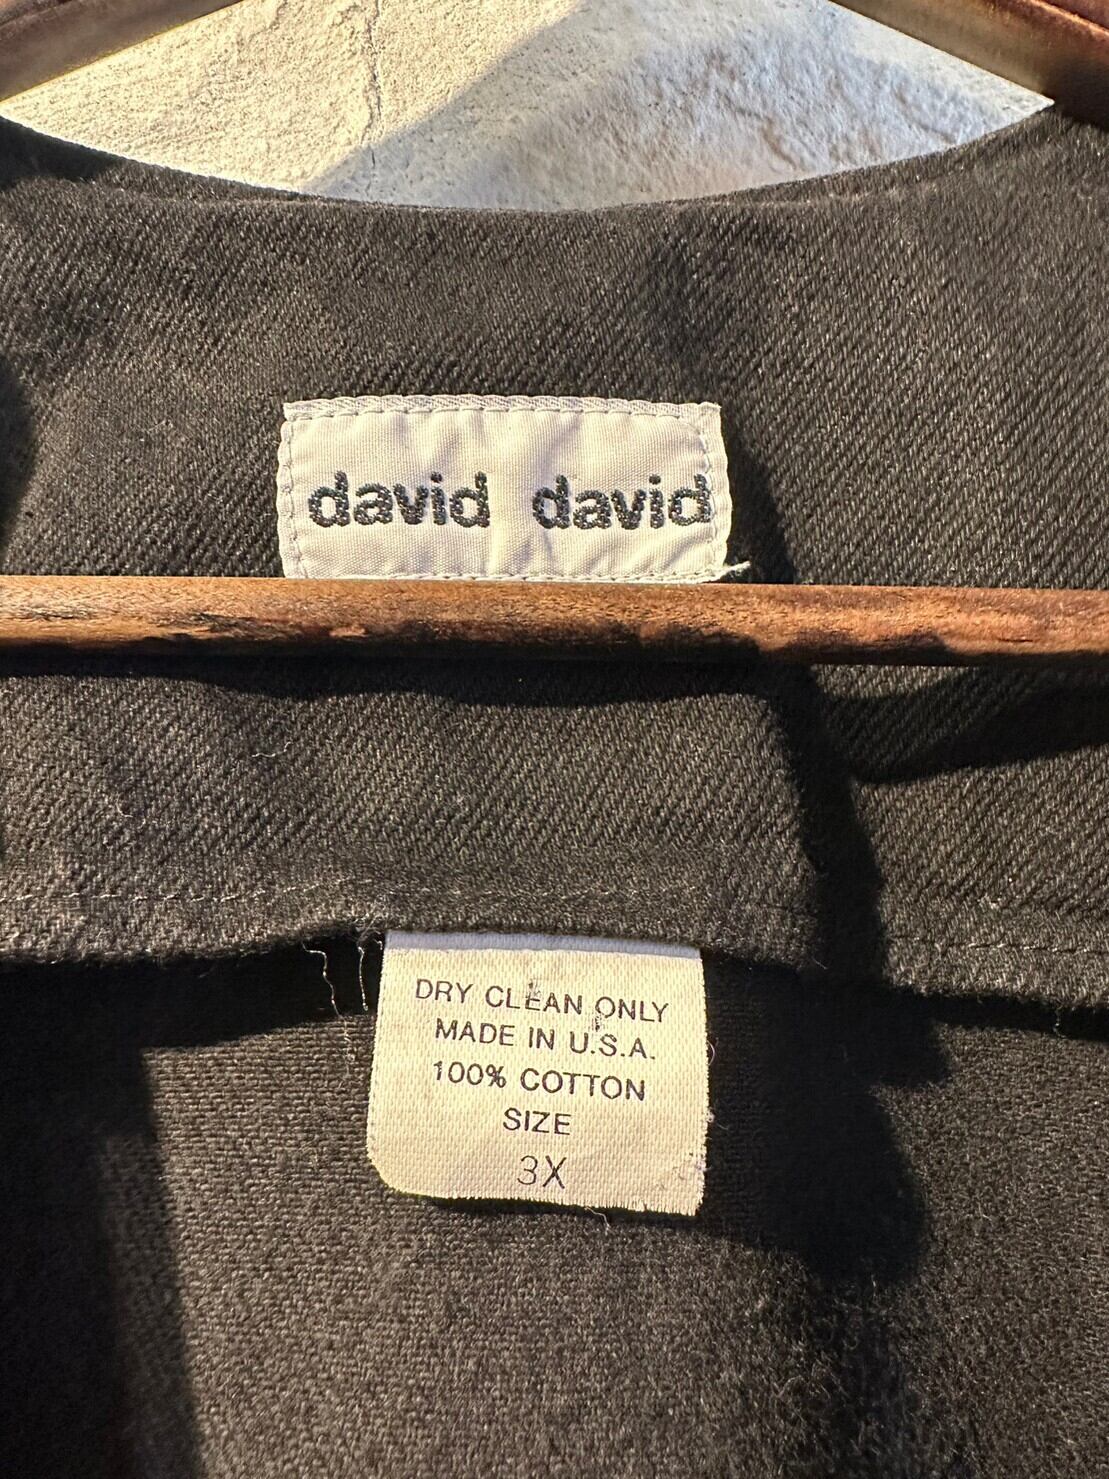 david david
DRY CLEAN ONLY
MADE IN U.S.A.
100% COTTON
SIZE
3X